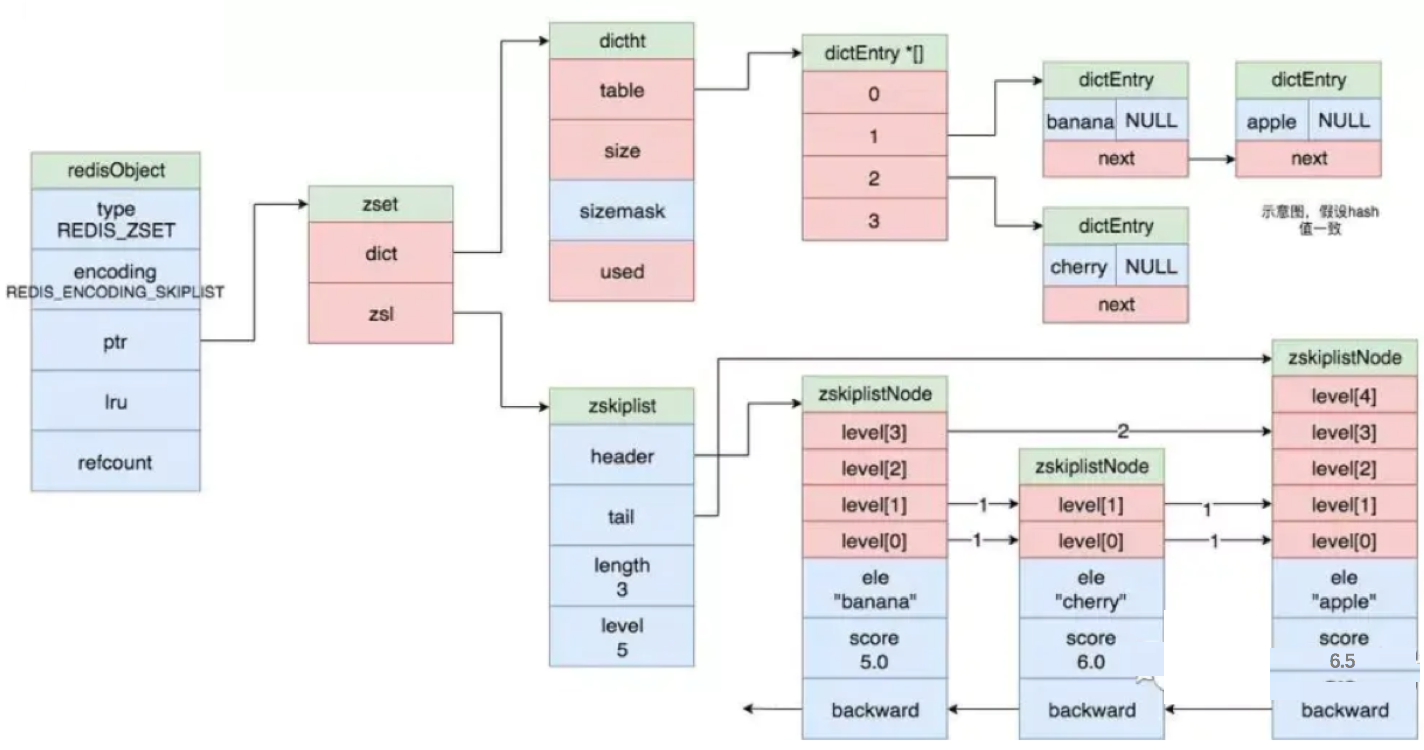 redisObject
type
REDIS_ZSET
encoding
REDIS_ENCODING_SKIPLIST
ptr
lru
refcount
zset
dict
zsl
dictht
table
size
sizemask
used
dictEntry *[]
0
1
2
3
dictEntry
banana NULL
next
dictEntry
apple NULL
next
示意图，假设hash
值一致
dictEntry
cherry NULL
next
zskiplist
header
tail
length
3
level
5
zskiplistNode
level[3]
level[2]
level[1]
level[0]
ele
"banana"
score
5.0
backward
2
1
1
zskiplistNode
level[1]
level[0]
ele
"cherry"
score
6.0
backward
1
1
zskiplistNode
level[4]
level[3]
level[2]
level[1]
level[0]
ele
"apple"
score
6.5
backward